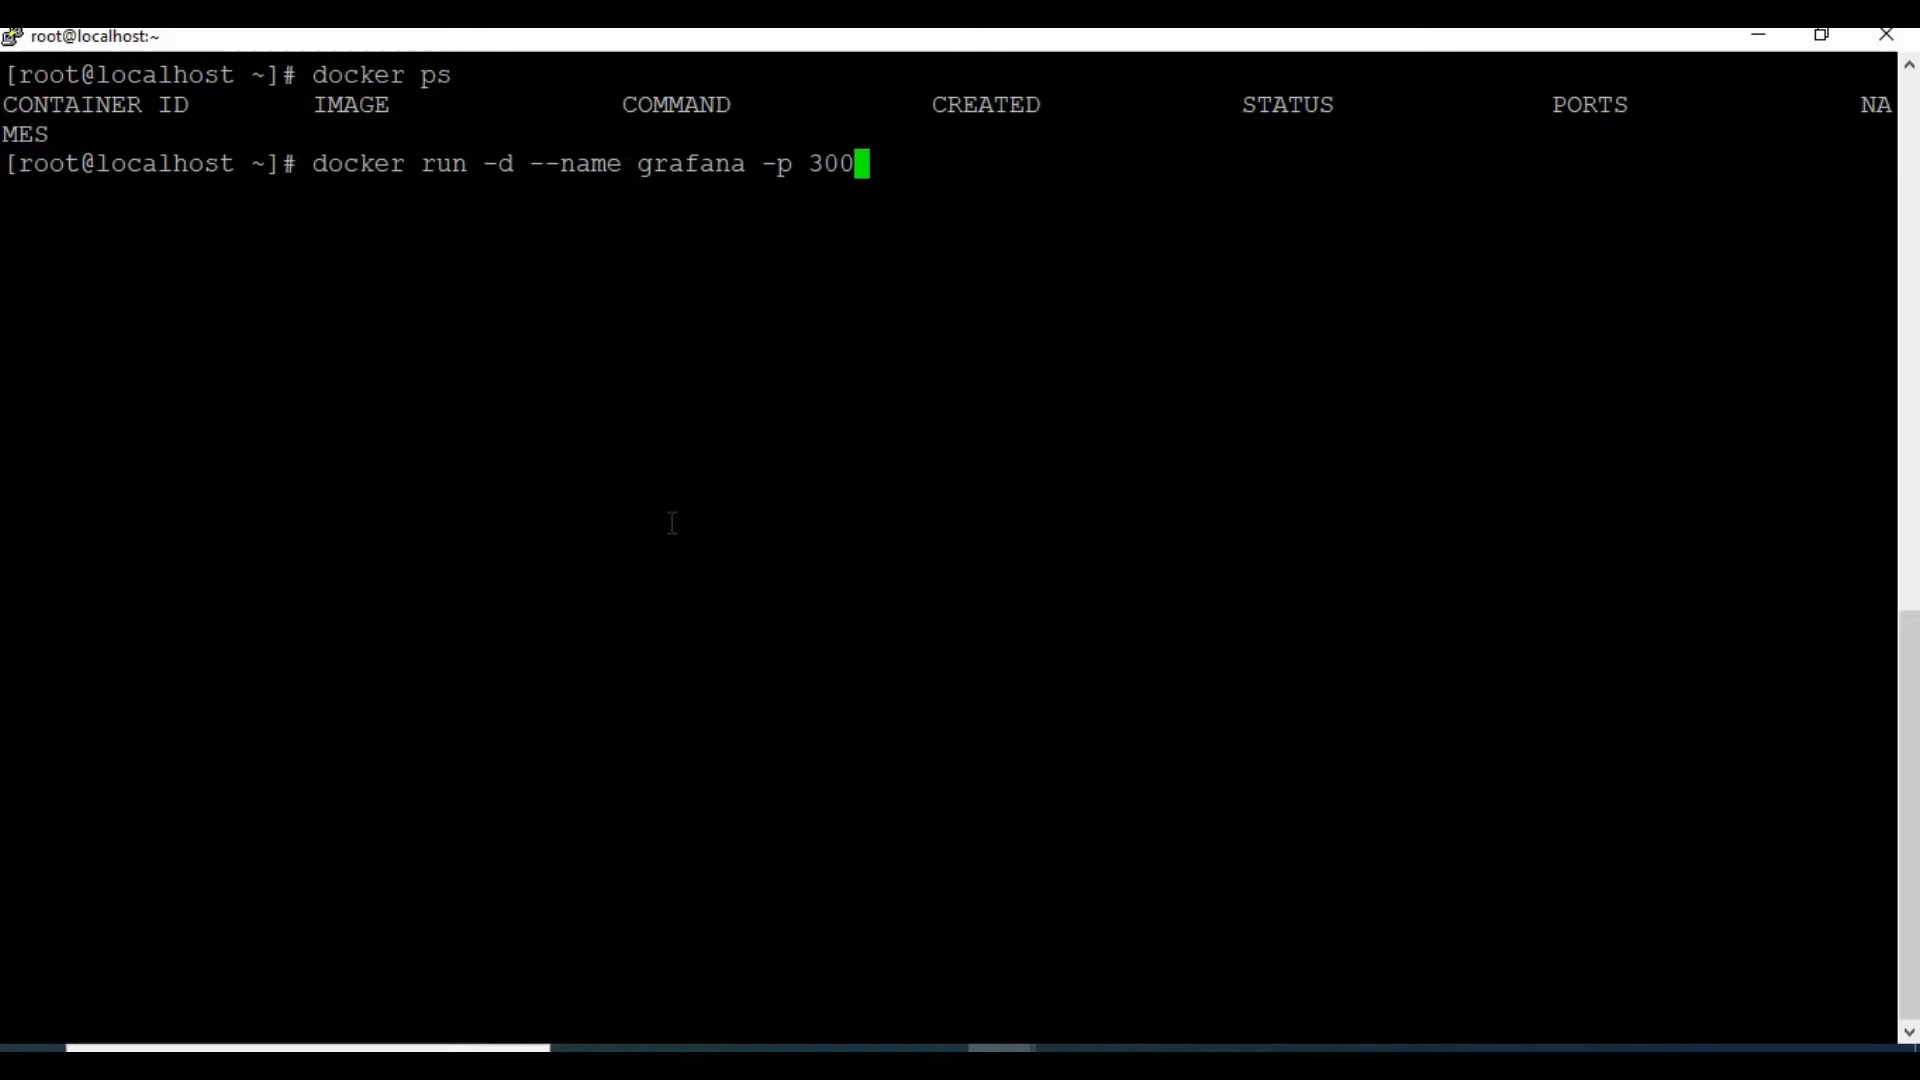 root@localhost:~
[root@localhost ~]# docker ps
CONTAINER ID IMAGE COMMAND CREATED STATUS PORTS NA
MES
[root@localhost ~]# docker run -d --name grafana -p 300